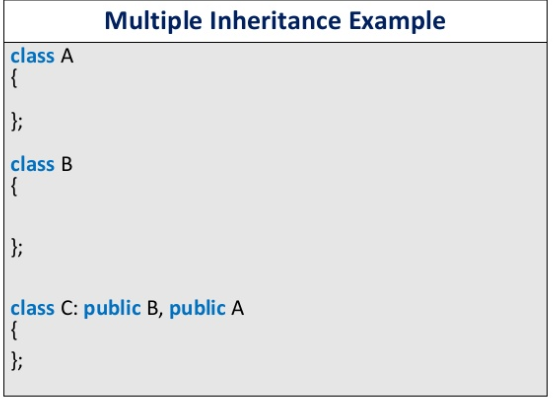 Multiple Inheritance Example
class A
{
};
class B
{
};
class C: public B, public A
{
};